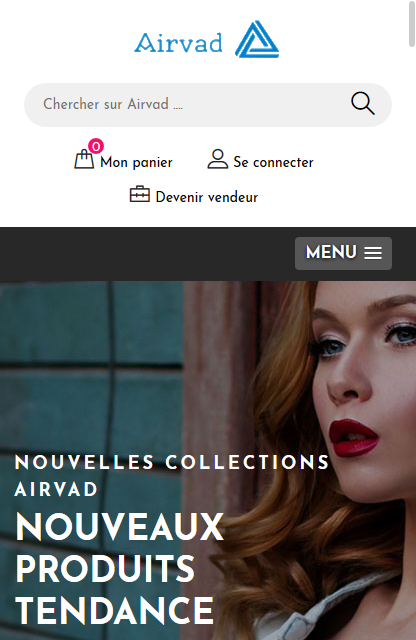 Airvad
Chercher sur Airvad ....
0
Mon panier
Se connecter
Devenir vendeur
MENU
NOUVELLES COLLECTIONS
AIRVAD
NOUVEAUX
PRODUITS
TENDANCE